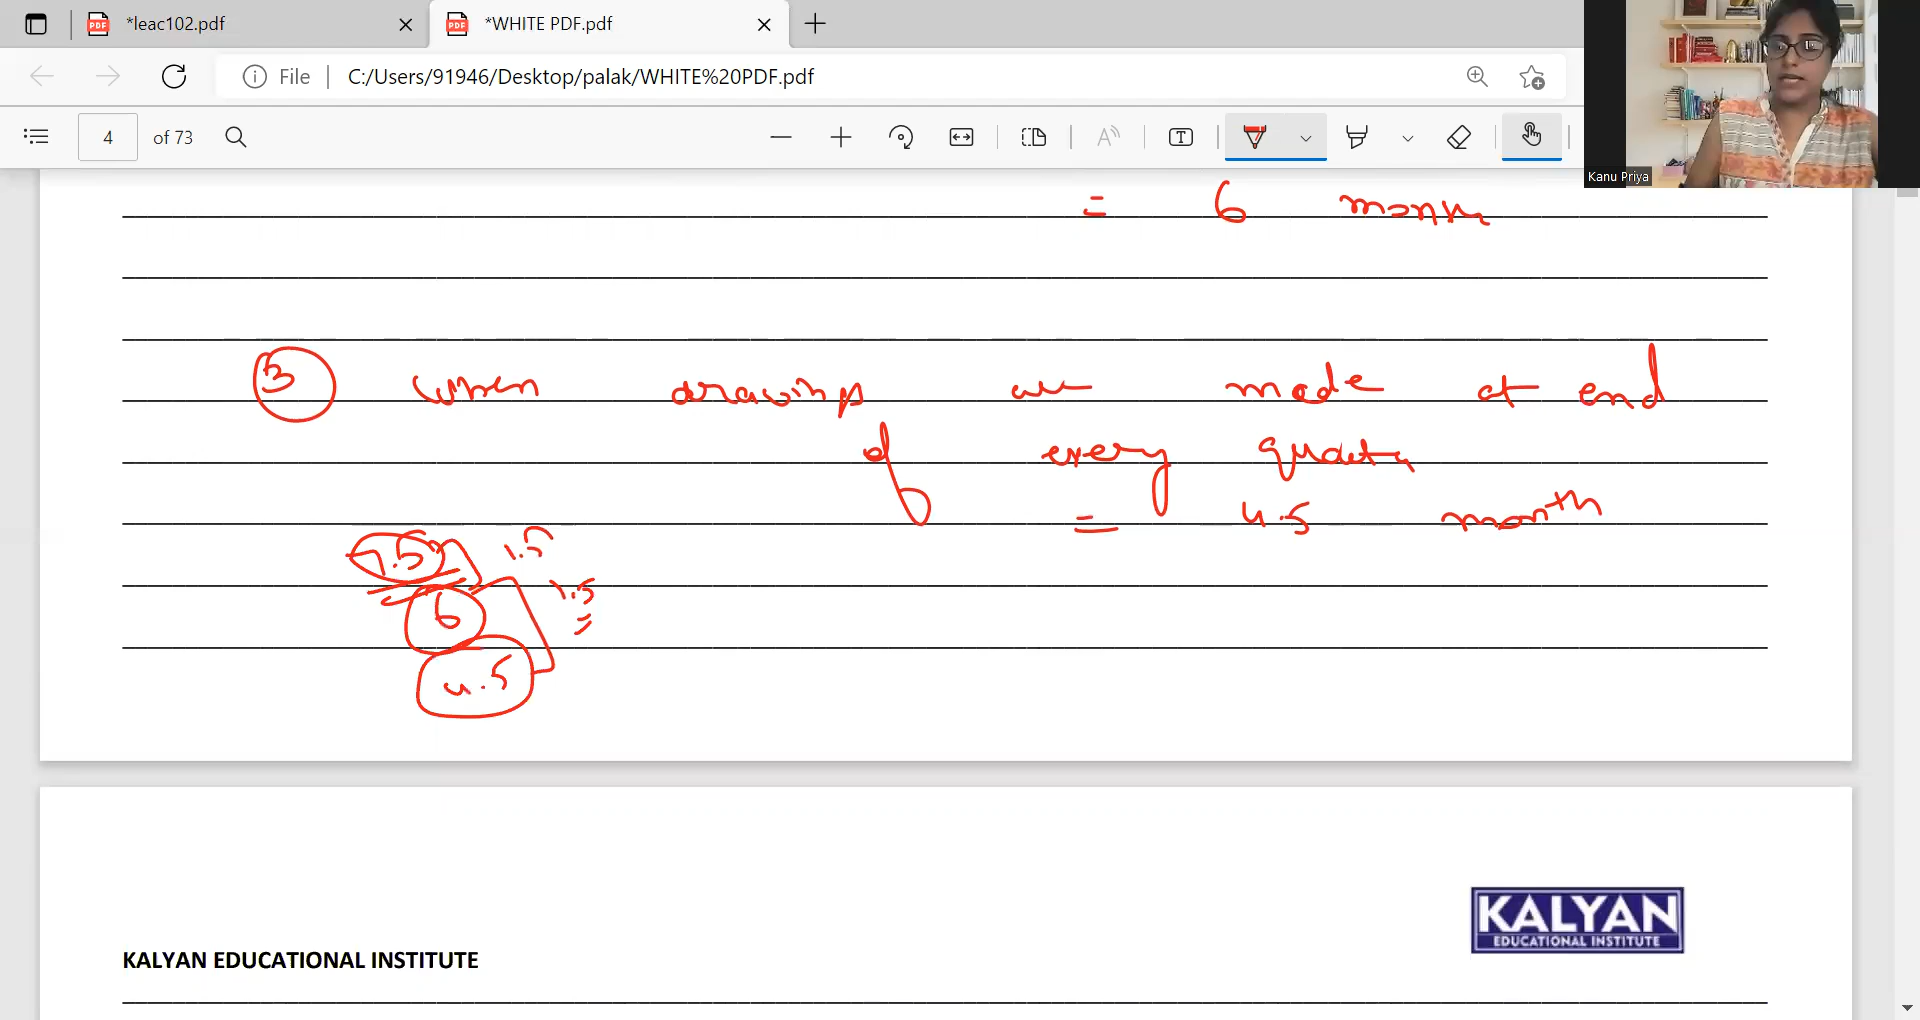 *leac102.pdf
*WHITE PDF.pdf
File
C:/Users/91946/Desktop/palak/WHITE%20PDF.pdf
4 of 73
Kanu Priya
= 6 month
3 when drawings are made at end
of every quarter
= 4.5 month
7.5 1.5
6 1.5 =
4.5
KALYAN
EDUCATIONAL INSTITUTE
KALYAN EDUCATIONAL INSTITUTE